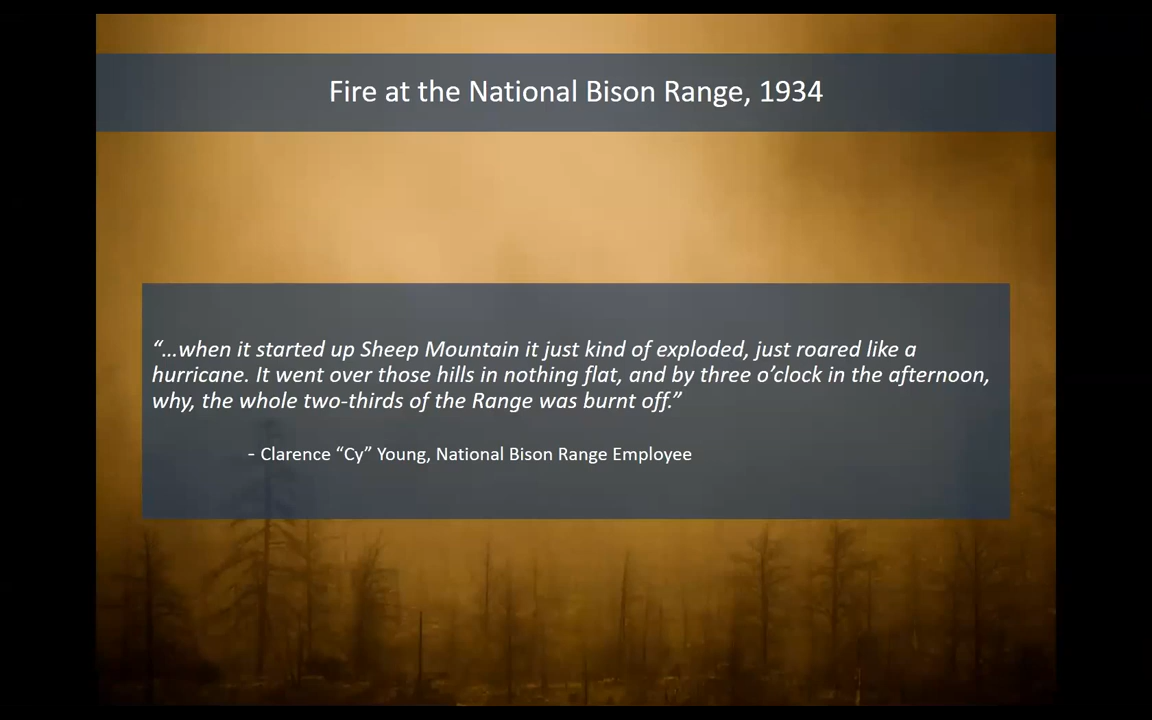 Fire at the National Bison Range, 1934
“…when it started up Sheep Mountain it just kind of exploded, just roared like a
hurricane. It went over those hills in nothing flat, and by three o’clock in the afternoon,
why, the whole two-thirds of the Range was burnt off.”
- Clarence “Cy” Young, National Bison Range Employee